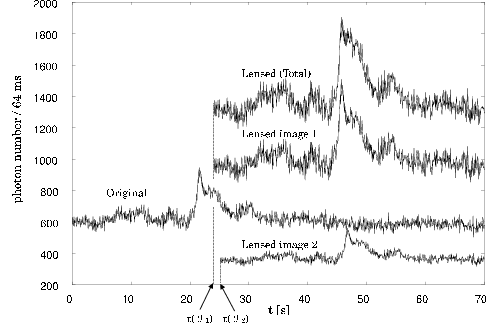 2000
1800
1600
1400
1200
1000
800
600
400
200
photon number / 64 ms
Lensed (Total)
Lensed image 1
Original
Lensed image 2
0 10 20 30 40 50 60 70
t [s]
τ(θ₁) τ(θ₂)